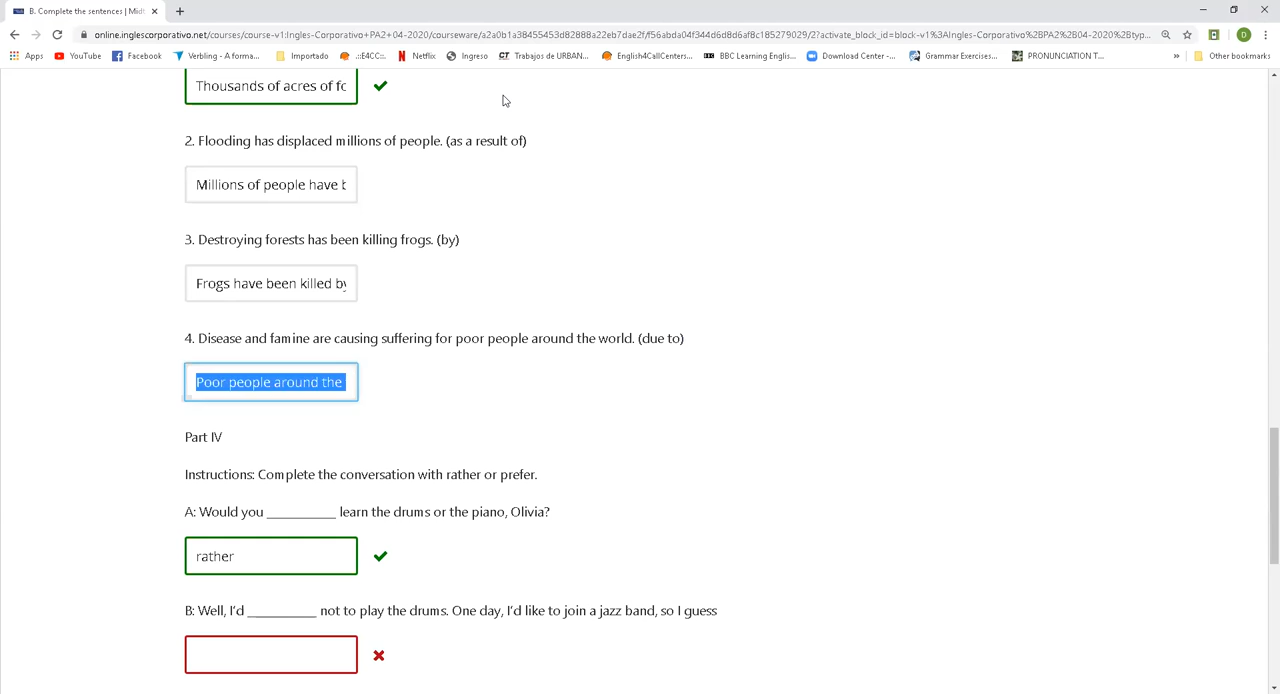 B. Complete the sentences | Midt
online.inglescorporativo.net/courses/course-v1:Ingles-Corporativo+PA2+04-2020/courseware/a2a0b1a38455453d82888a22eb7dae2f/f56abda04f344d6d8d6af8c185279029/2?activate_block_id=block-v1%3AIngles-Corporativo%2BPA2%2B04-2020%2Btyp...
D
Apps YouTube Facebook Verbling - A forma... Importado .::E4CC::. Netflix Ingreso CT Trabajos de URBAN... English4CallCenters... BBC Learning Englis... Download Center -... Grammar Exercises... PRONUNCIATION T... » Other bookmarks
Thousands of acres of fc
2. Flooding has displaced millions of people. (as a result of)
Millions of people have b
3. Destroying forests has been killing frogs. (by)
Frogs have been killed by
4. Disease and famine are causing suffering for poor people around the world. (due to)
Poor people around the
Part IV
Instructions: Complete the conversation with rather or prefer.
A: Would you __________ learn the drums or the piano, Olivia?
rather
B: Well, I'd __________ not to play the drums. One day, I'd like to join a jazz band, so I guess